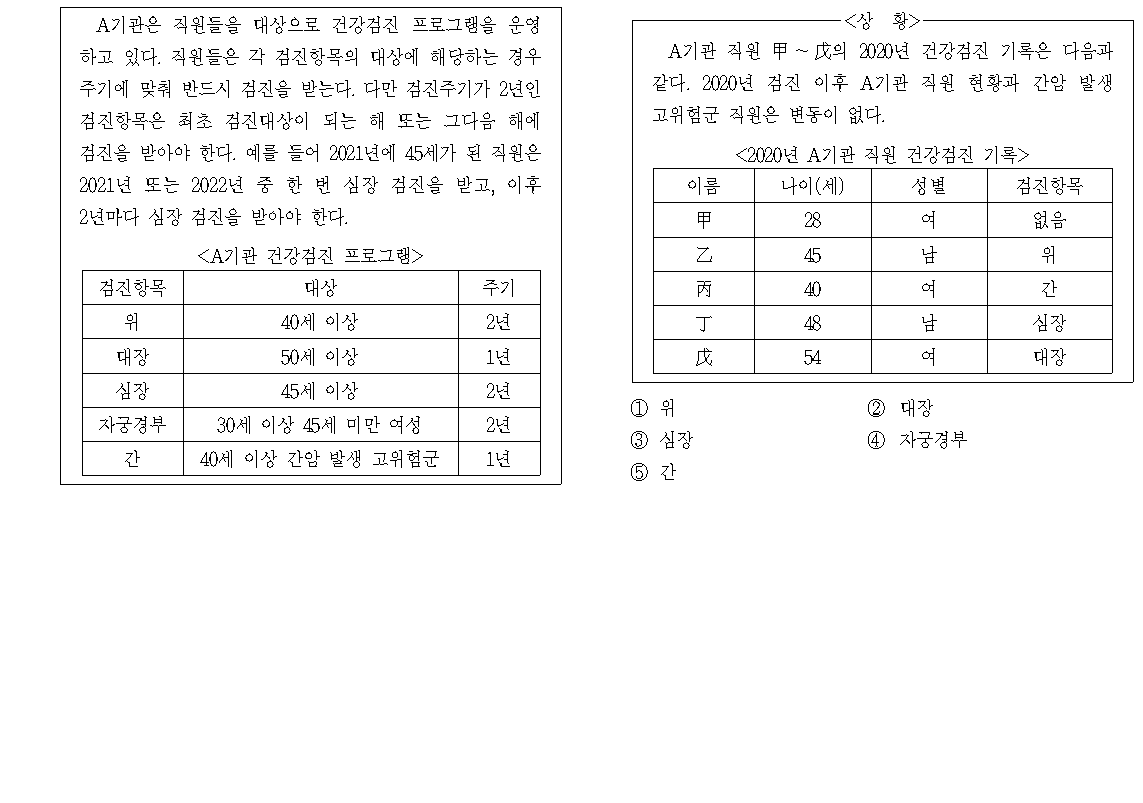 A기관은 직원들을 대상으로 건강검진 프로그램을 운영
하고 있다. 직원들은 각 검진항목의 대상에 해당하는 경우
주기에 맞춰 반드시 검진을 받는다. 다만 검진주기가 2년인
검진항목은 최초 검진대상이 되는 해 또는 그다음 해에
검진을 받아야 한다. 예를 들어 2021년에 45세가 된 직원은
2021년 또는 2022년 중 한 번 심장 검진을 받고, 이후
2년마다 심장 검진을 받아야 한다.
<A기관 건강검진 프로그램>
검진항목 대상 주기
위 40세 이상 2년
대장 50세 이상 1년
심장 45세 이상 2년
자궁경부 30세 이상 45세 미만 여성 2년
간 40세 이상 간암 발생 고위험군 1년
<상 황>
A기관 직원 甲~戊의 2020년 건강검진 기록은 다음과
같다. 2020년 검진 이후 A기관 직원 현황과 간암 발생
고위험군 직원은 변동이 없다.
<2020년 A기관 직원 건강검진 기록>
이름 나이(세) 성별 검진항목
甲 28 여 없음
乙 45 남 위
丙 40 여 간
丁 48 남 심장
戊 54 여 대장
① 위 ② 대장
③ 심장 ④ 자궁경부
⑤ 간